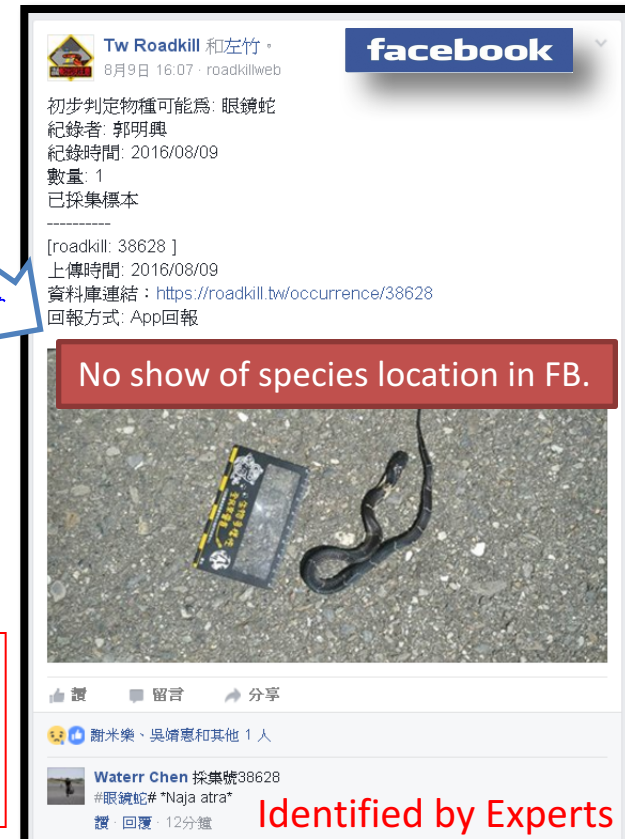 Tw Roadkill 和左竹。
facebook
8月9日 16:07 · roadkillweb
初步判定物種可能爲: 眼鏡蛇
紀錄者: 郭明興
紀錄時間: 2016/08/09
數量: 1
已採集標本
----------
[roadkill: 38628 ]
上傳時間: 2016/08/09
資料庫連結：https://roadkill.tw/occurrence/38628
回報方式: App回報
No show of species location in FB.
讚 留言 分享
謝米樂、吳靖惠和其他 1 人
Waterr Chen 採集號38628
#眼鏡蛇# *Naja atra*
讚 · 回覆 · 12分鐘
Identified by Experts